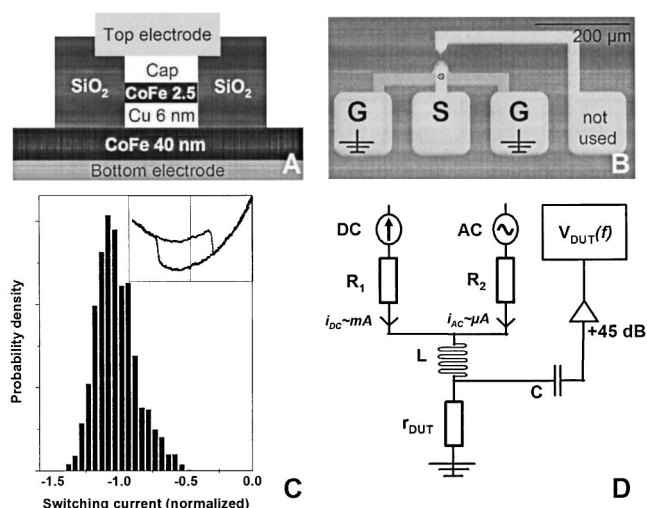 Top electrode
SiO2
Cap
SiO2
CoFe 2.5
Cu 6 nm
CoFe 40 nm
Bottom electrode
A
200 µm
G
S
G
not
used
B
Probability density
-1.5
-1.0
-0.5
0.0
Switching current (normalized)
C
DC
AC
VDUT(f)
R1
R2
iDC~mA
iAC~µA
+45 dB
L
C
rDUT
D